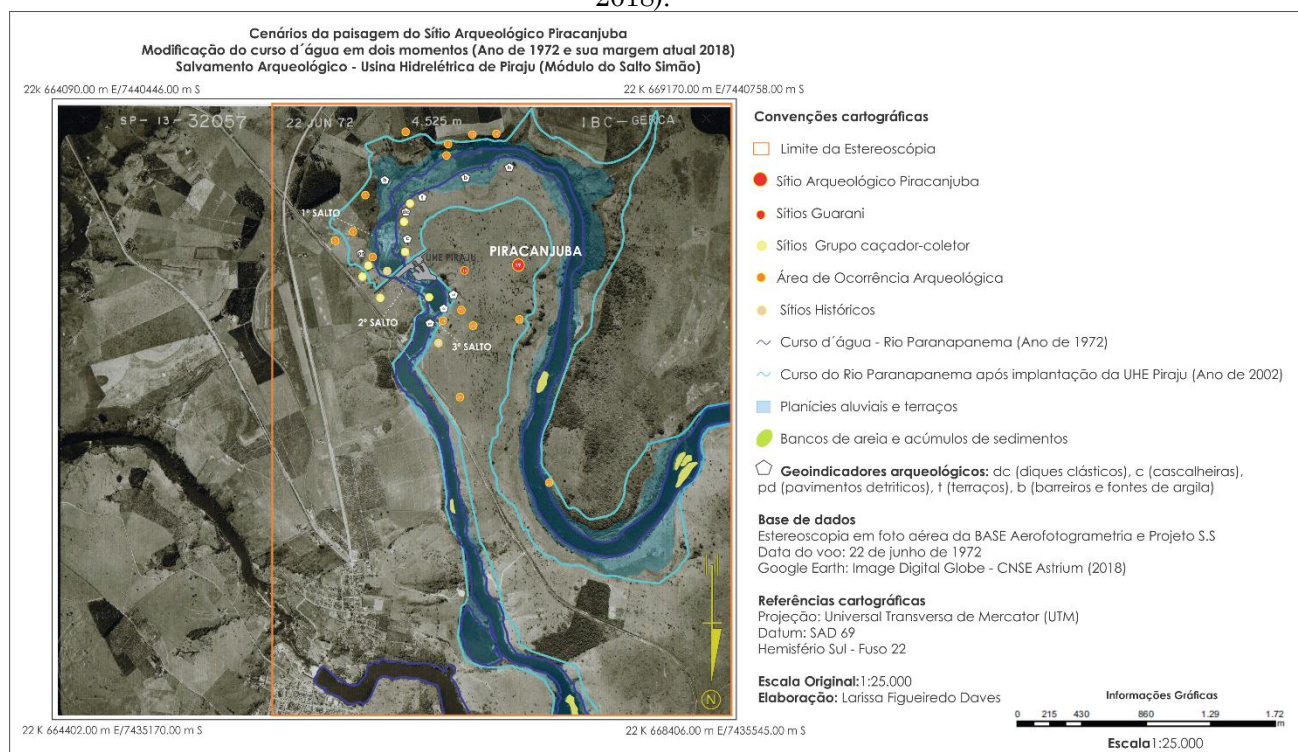 2018).
Cenários da paisagem do Sítio Arqueológico Piracanjuba
Modificação do curso d´água em dois momentos (Ano de 1972 e sua margem atual 2018)
Salvamento Arqueológico - Usina Hidrelétrica de Piraju (Módulo do Salto Simão)
22k 664090.00 m E/7440446.00 m S
22 K 669170.00 m E/7440758.00 m S
SP - 13 - 32057
22 JUN 72
4.525 m
IBC - GERCA
1º SALTO
UHE PIRAJU
PIRACANJUBA
2º SALTO
3º SALTO
N
22 K 664402.00 m E/7435170.00 m S
22 K 668406.00 m E/7435545.00 m S
Convenções cartográficas
Limite da Estereoscópia
Sítio Arqueológico Piracanjuba
Sítios Guarani
Sítios Grupo caçador-coletor
Área de Ocorrência Arqueológica
Sítios Históricos
Curso d´água - Rio Paranapanema (Ano de 1972)
Curso do Rio Paranapanema após implantação da UHE Piraju (Ano de 2002)
Planícies aluviais e terraços
Bancos de areia e acúmulos de sedimentos
Geoindicadores arqueológicos: dc (diques clásticos), c (cascalheiras),
pd (pavimentos detríticos), t (terraços), b (barreiros e fontes de argila)
Base de dados
Estereoscopia em foto aérea da BASE Aerofotogrametria e Projeto S.S
Data do voo: 22 de junho de 1972
Google Earth: Image Digital Globe - CNSE Astrium (2018)
Referências cartográficas
Projeção: Universal Transversa de Mercator (UTM)
Datum: SAD 69
Hemisfério Sul - Fuso 22
Escala Original:1:25.000
Elaboração: Larissa Figueiredo Daves
Informações Gráficas
0 215 430 860 1.29 1.72
m
Escala1:25.000